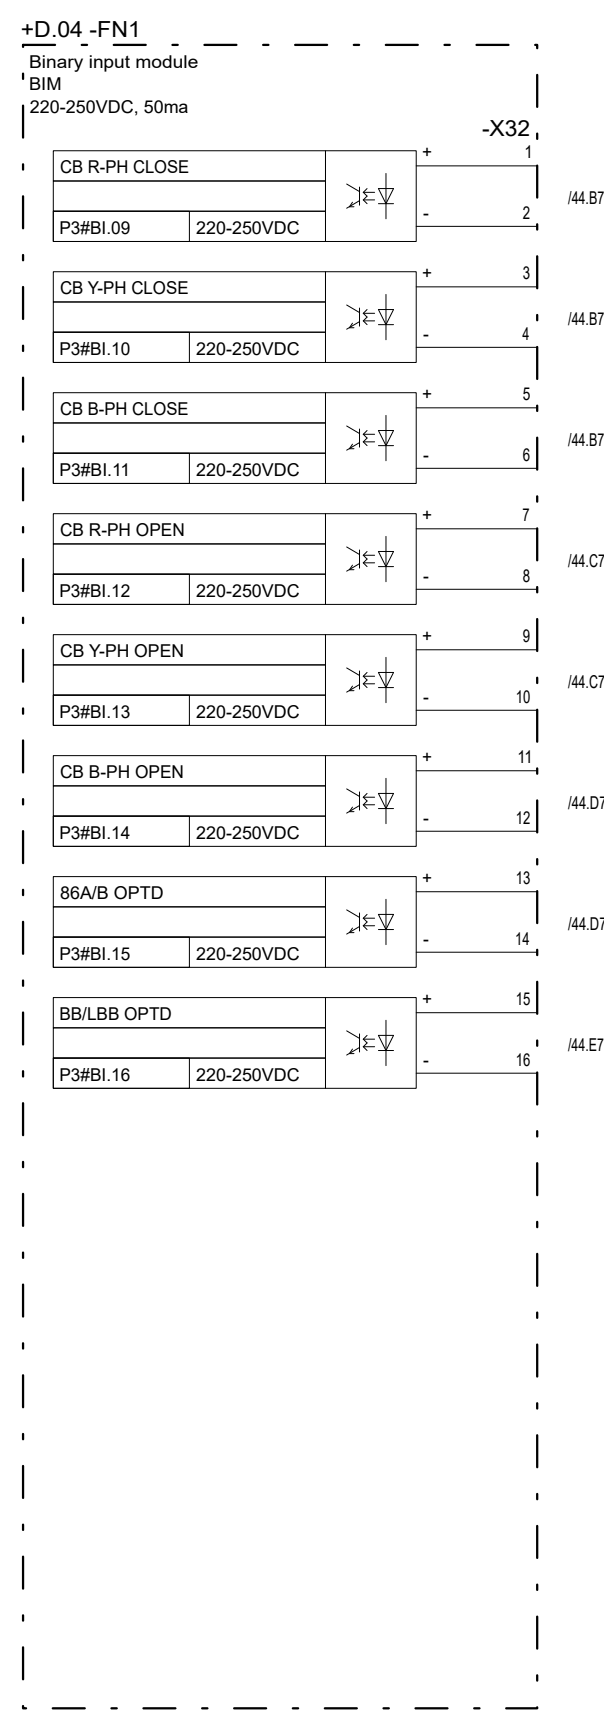 +D.04 -FN1
Binary input module
BIM
220-250VDC, 50ma
-X32
CB R-PH CLOSE + 1
/44.B7
P3#BI.09 220-250VDC - 2
CB Y-PH CLOSE + 3
/44.B7
P3#BI.10 220-250VDC - 4
CB B-PH CLOSE + 5
/44.B7
P3#BI.11 220-250VDC - 6
CB R-PH OPEN + 7
/44.C7
P3#BI.12 220-250VDC - 8
CB Y-PH OPEN + 9
/44.C7
P3#BI.13 220-250VDC - 10
CB B-PH OPEN + 11
/44.D7
P3#BI.14 220-250VDC - 12
86A/B OPTD + 13
/44.D7
P3#BI.15 220-250VDC - 14
BB/LBB OPTD + 15
/44.E7
P3#BI.16 220-250VDC - 16